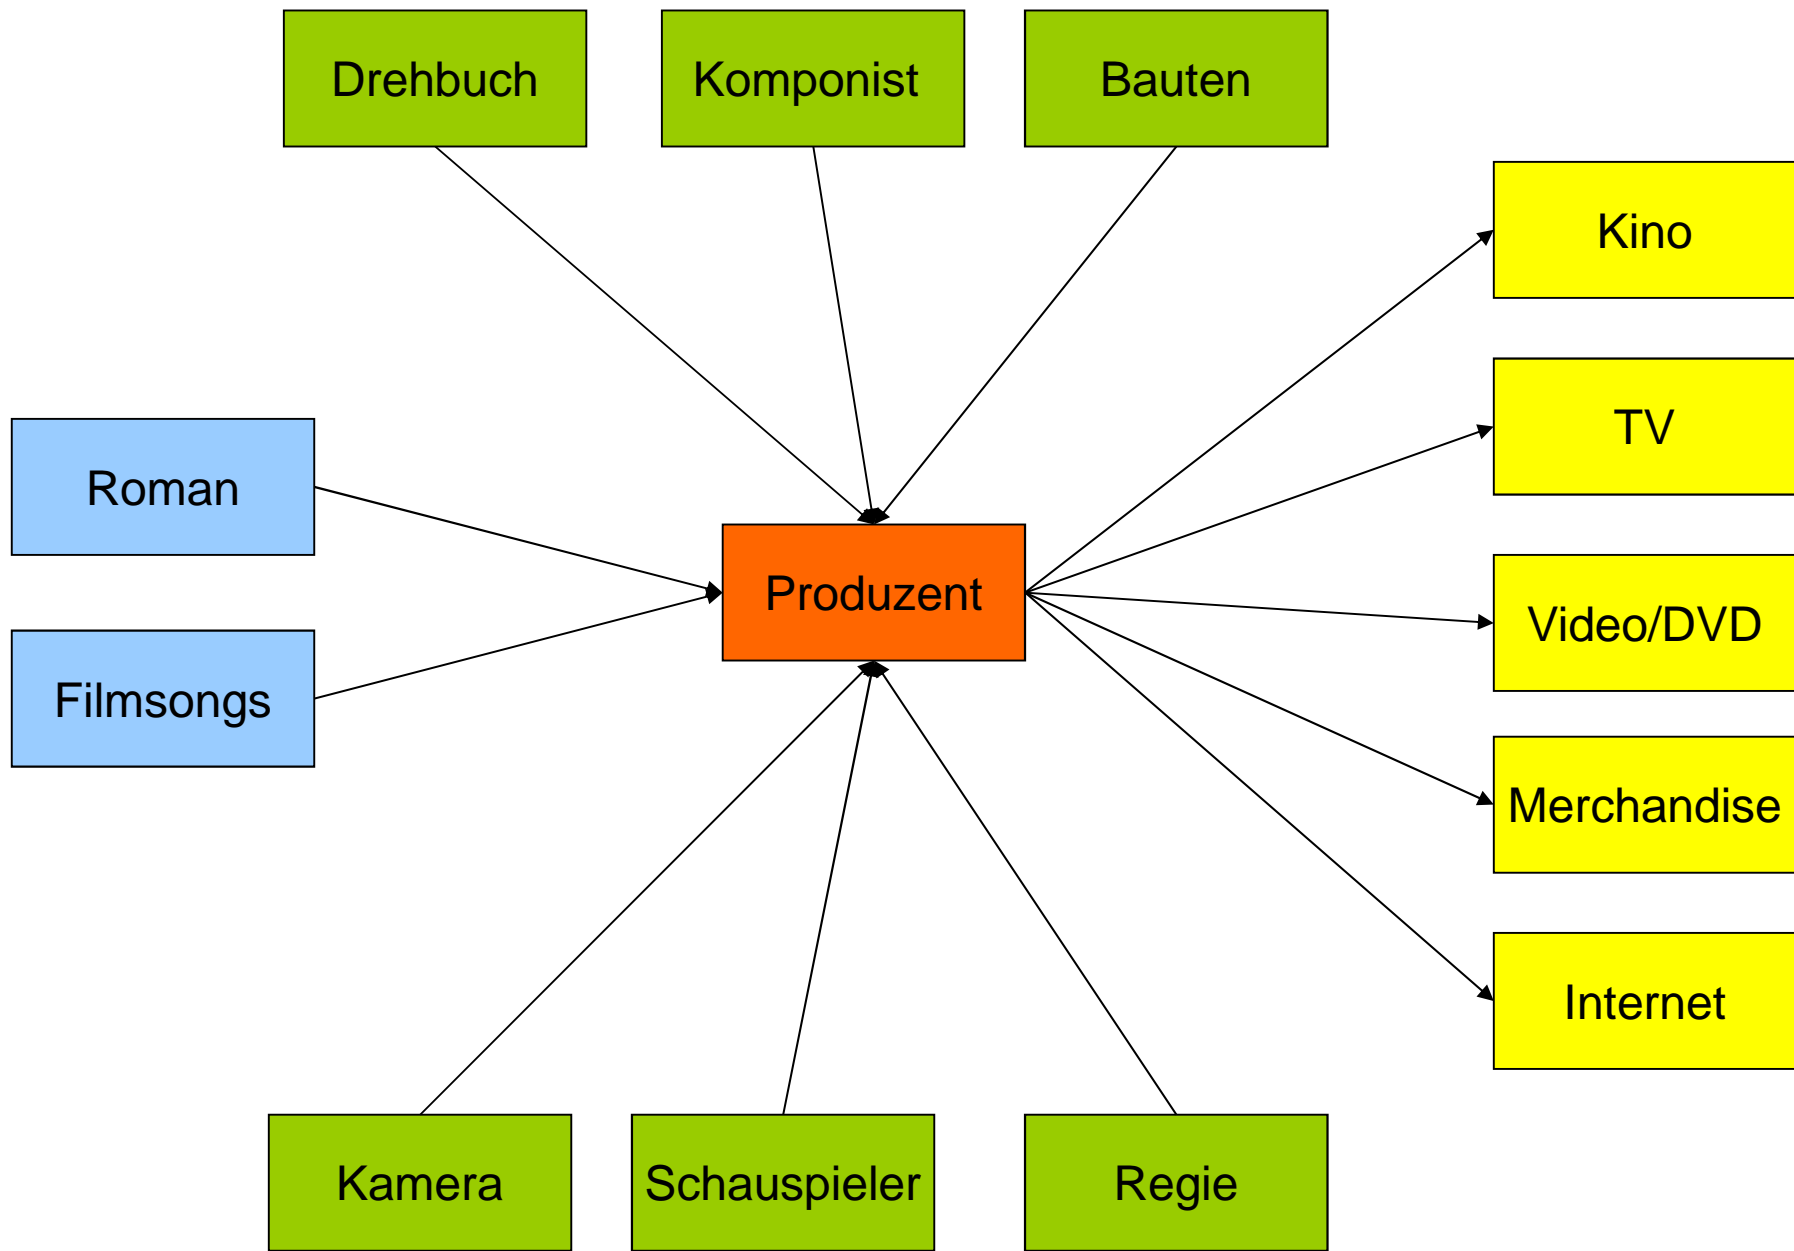 Drehbuch
Komponist
Bauten
Kino
TV
Roman
Produzent
Video/DVD
Filmsongs
Merchandise
Internet
Kamera
Schauspieler
Regie